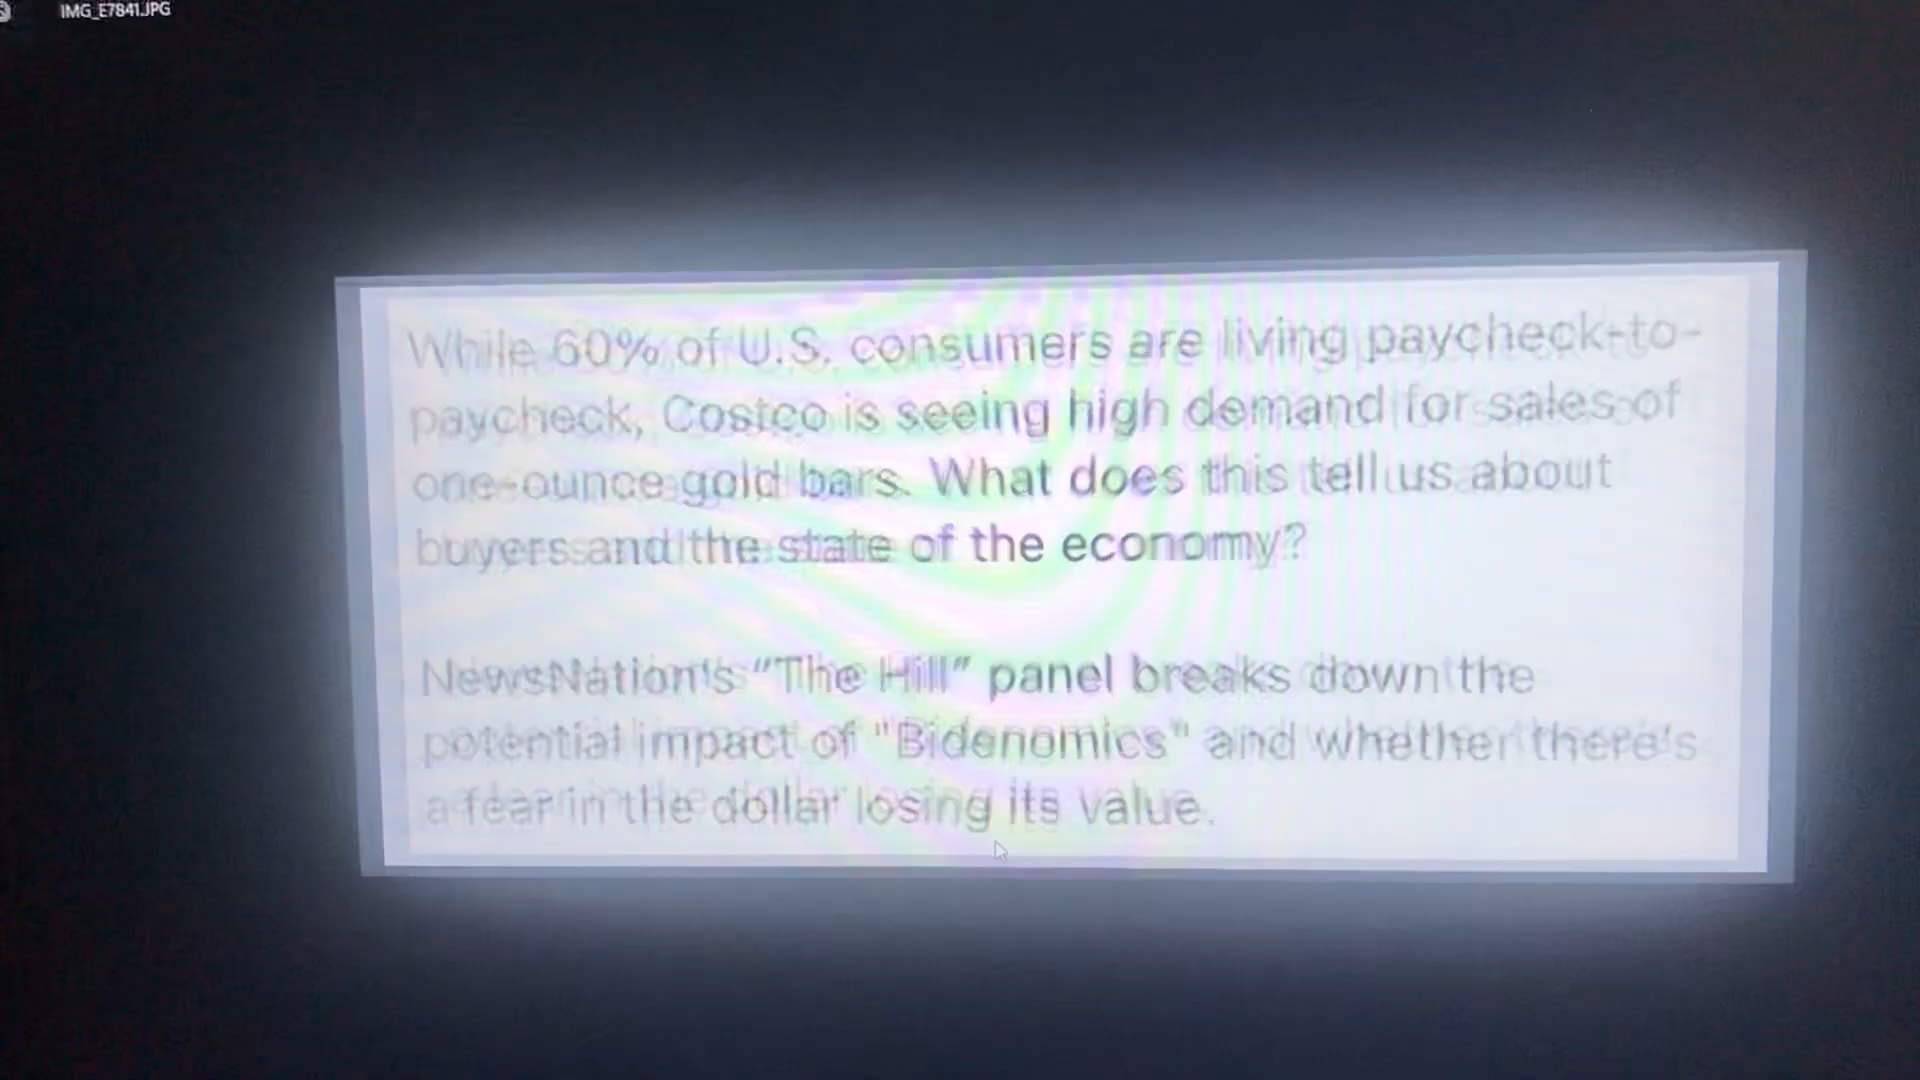 IMG_E7841.JPG
While 60% of U.S. consumers are living paycheck-to-
paycheck, Costco is seeing high demand for sales of
one-ounce gold bars. What does this tell us about
buyers and the state of the economy?
NewsNation's “The Hill” panel breaks down the
potential impact of "Bidenomics" and whether there's
a fear in the dollar losing its value.